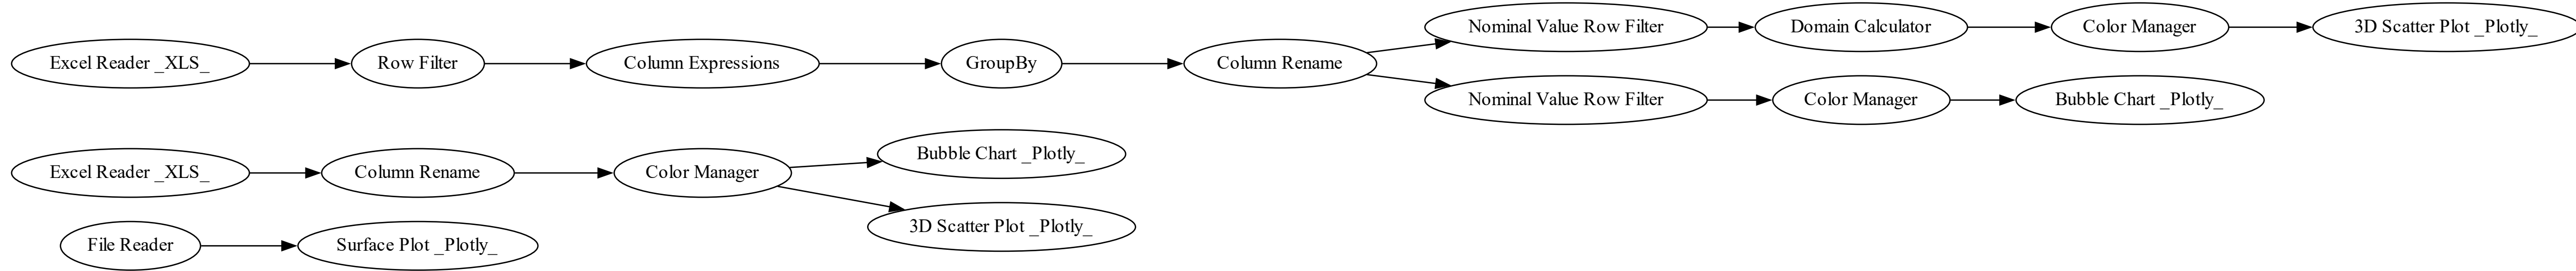 Excel Reader _XLS_
Row Filter
Column Expressions
GroupBy
Column Rename
Nominal Value Row Filter
Domain Calculator
Color Manager
3D Scatter Plot _Plotly_
Nominal Value Row Filter
Color Manager
Bubble Chart _Plotly_
Excel Reader _XLS_
Column Rename
Color Manager
Bubble Chart _Plotly_
3D Scatter Plot _Plotly_
File Reader
Surface Plot _Plotly_